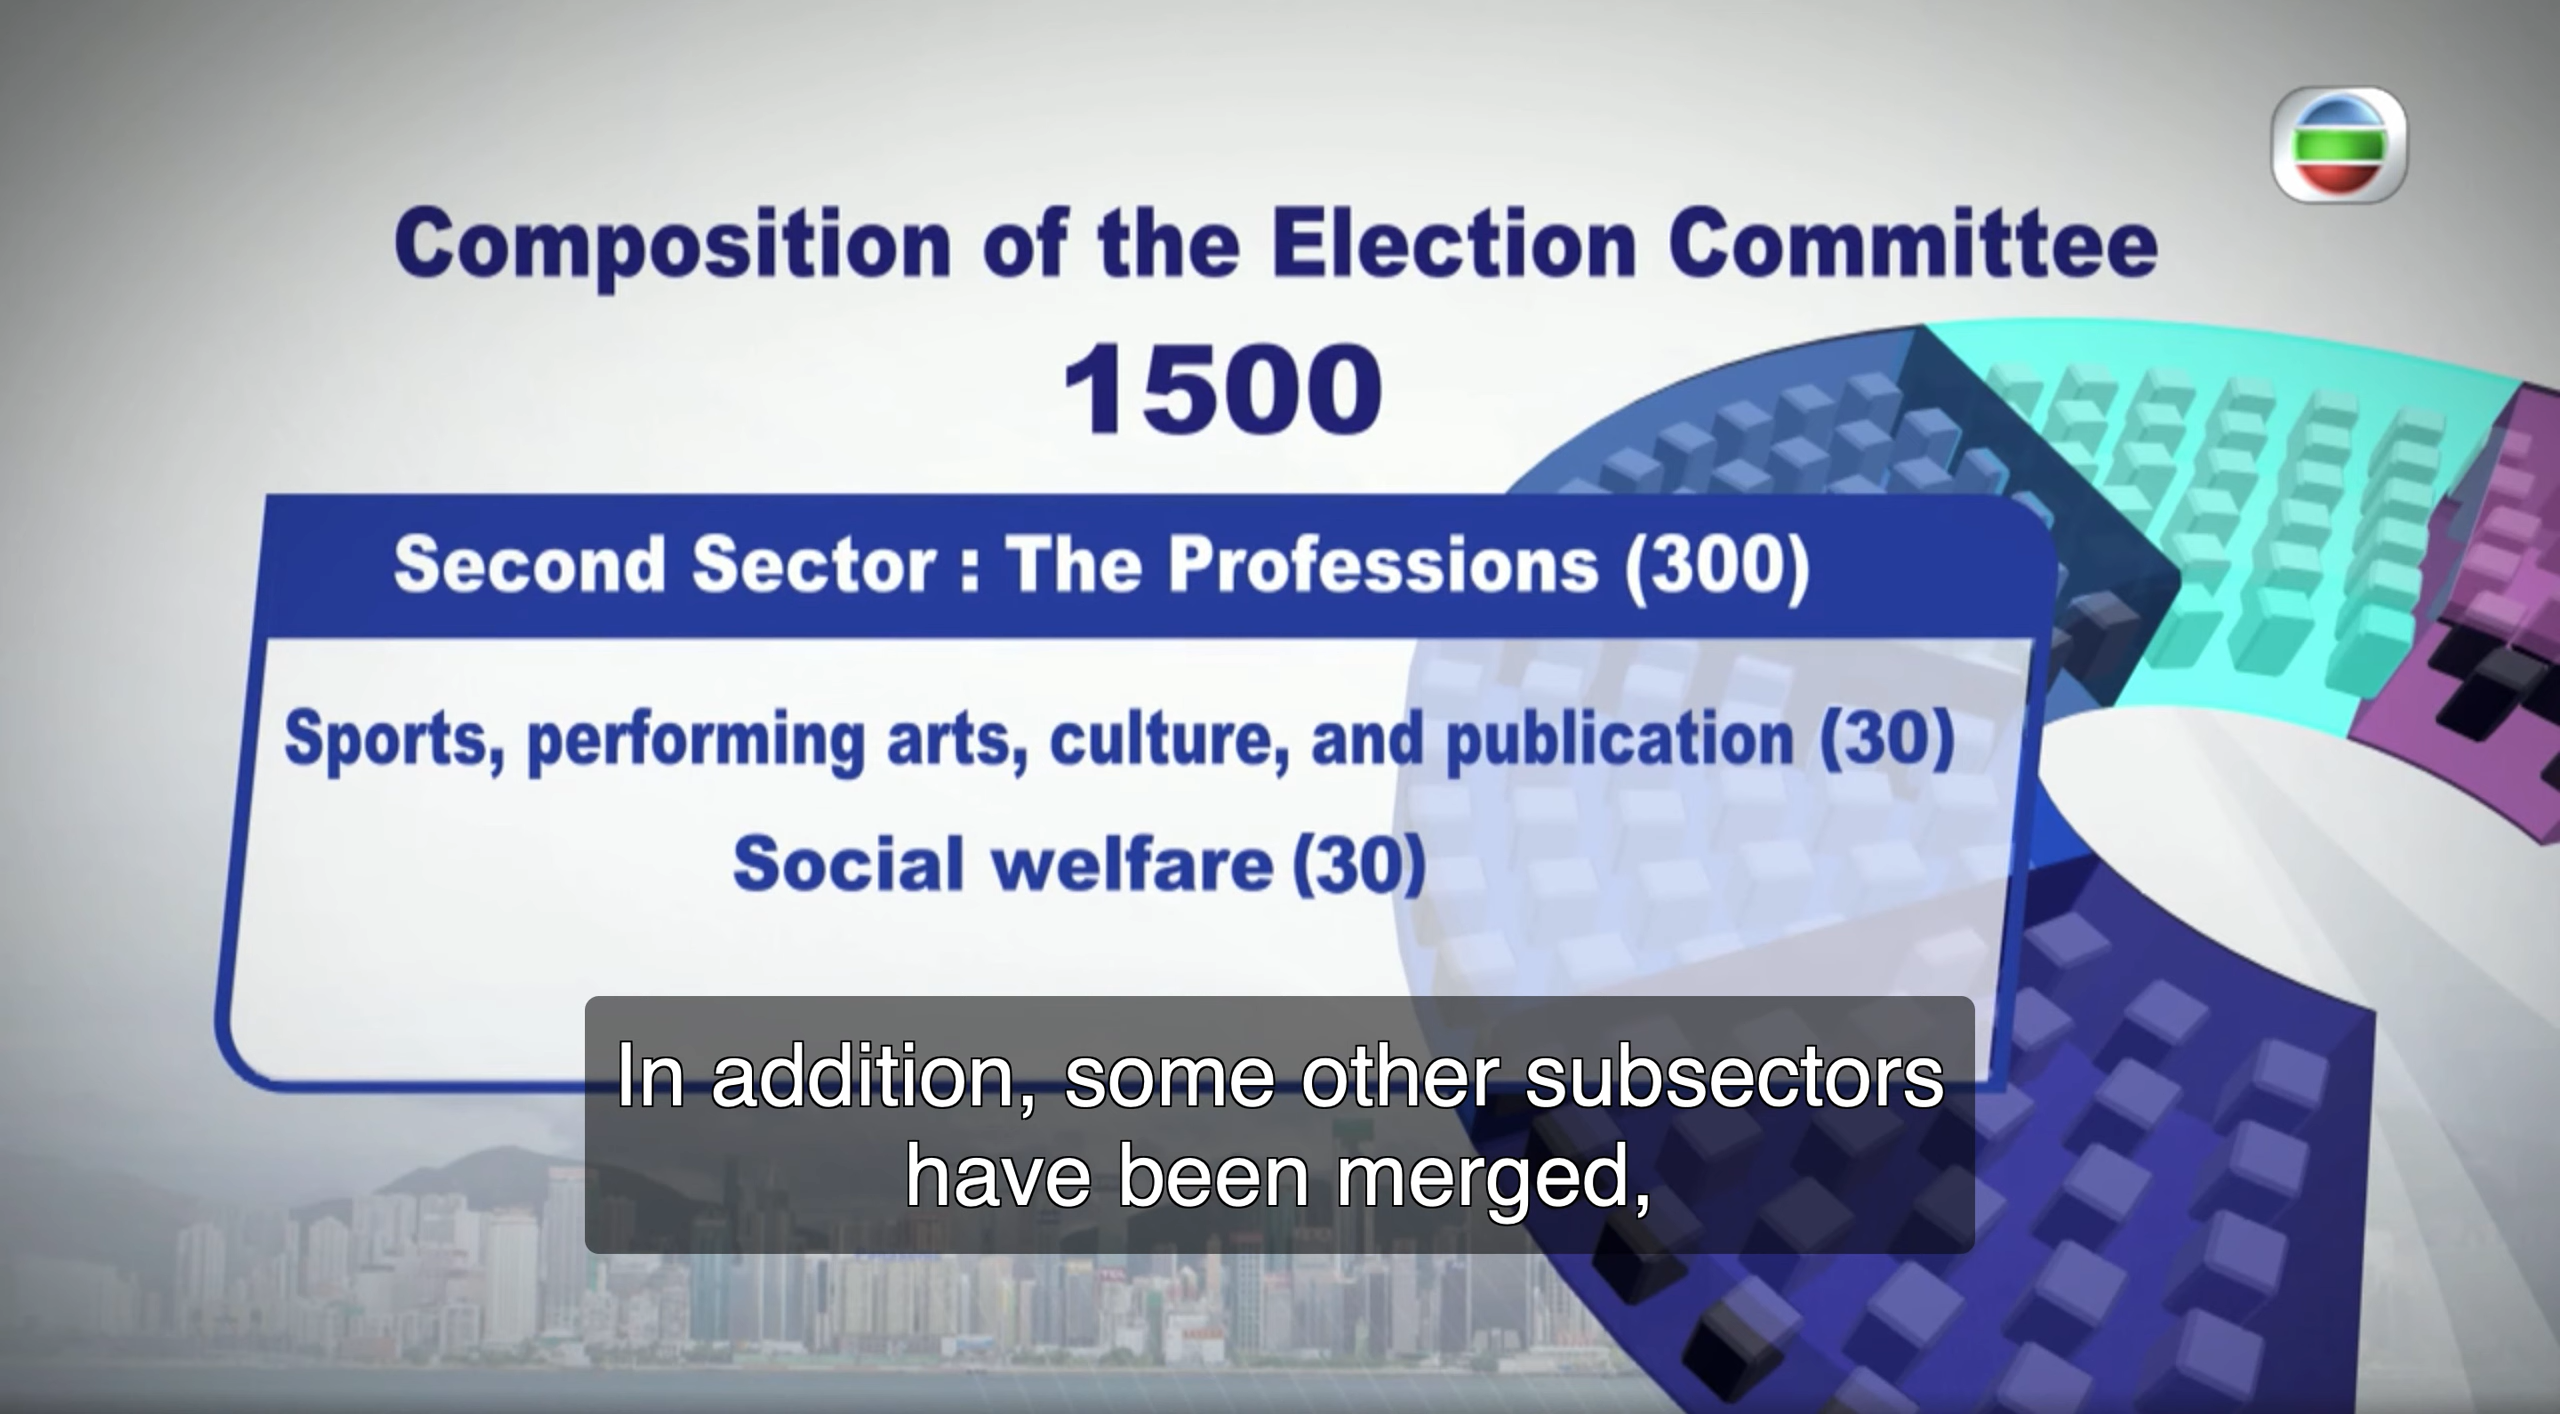 Composition of the Election Committee
1500
Second Sector : The Professions (300)
Sports, performing arts, culture, and publication (30)
Social welfare (30)
In addition, some other subsectors
have been merged,